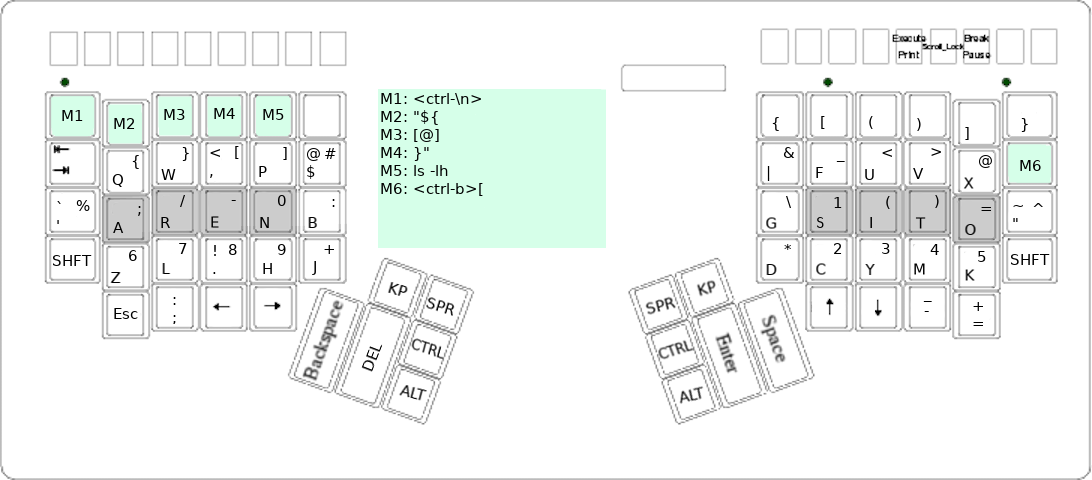 Execute Break
Print Scroll_Lock Pause
M1 M2 M3 M4 M5
M1: <ctrl-\n>
M2: "${
M3: [@]
M4: }"
M5: ls -lh
M6: <ctrl-b>[
{ [ ( ) ] }
⇤ { } < [ ] @ #
⇥ Q W , P $
& _ < > @ M6
| F U V X
` % ; / - 0 :
' A R E N B
\ 1 ( ) = ~ ^
G S I T O "
SHFT 6 7 ! 8 9 +
Z L . H J
* 2 3 4 5 SHFT
D C Y M K
Esc : ← →
;
↑ ↓ _ +
- =
KP SPR
Backspace DEL CTRL
ALT
SPR KP
CTRL Enter Space
ALT